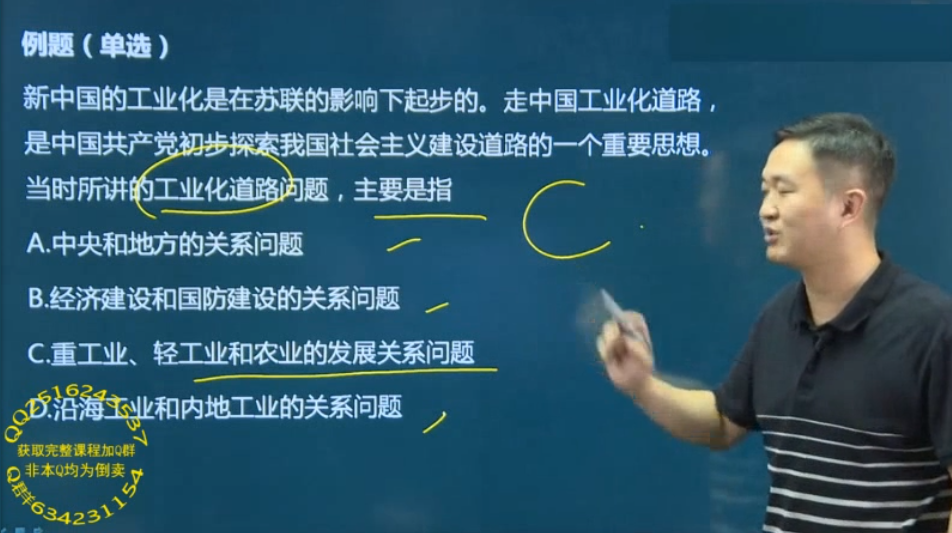 例题（单选）
新中国的工业化是在苏联的影响下起步的。走中国工业化道路，
是中国共产党初步探索我国社会主义建设道路的一个重要思想。
当时所讲的工业化道路问题，主要是指
C
A.中央和地方的关系问题
B.经济建设和国防建设的关系问题
C.重工业、轻工业和农业的发展关系问题
D.沿海工业和内地工业的关系问题
QQ2516243537
获取完整课程加Q群
非本Q均为倒卖
Q群634231154